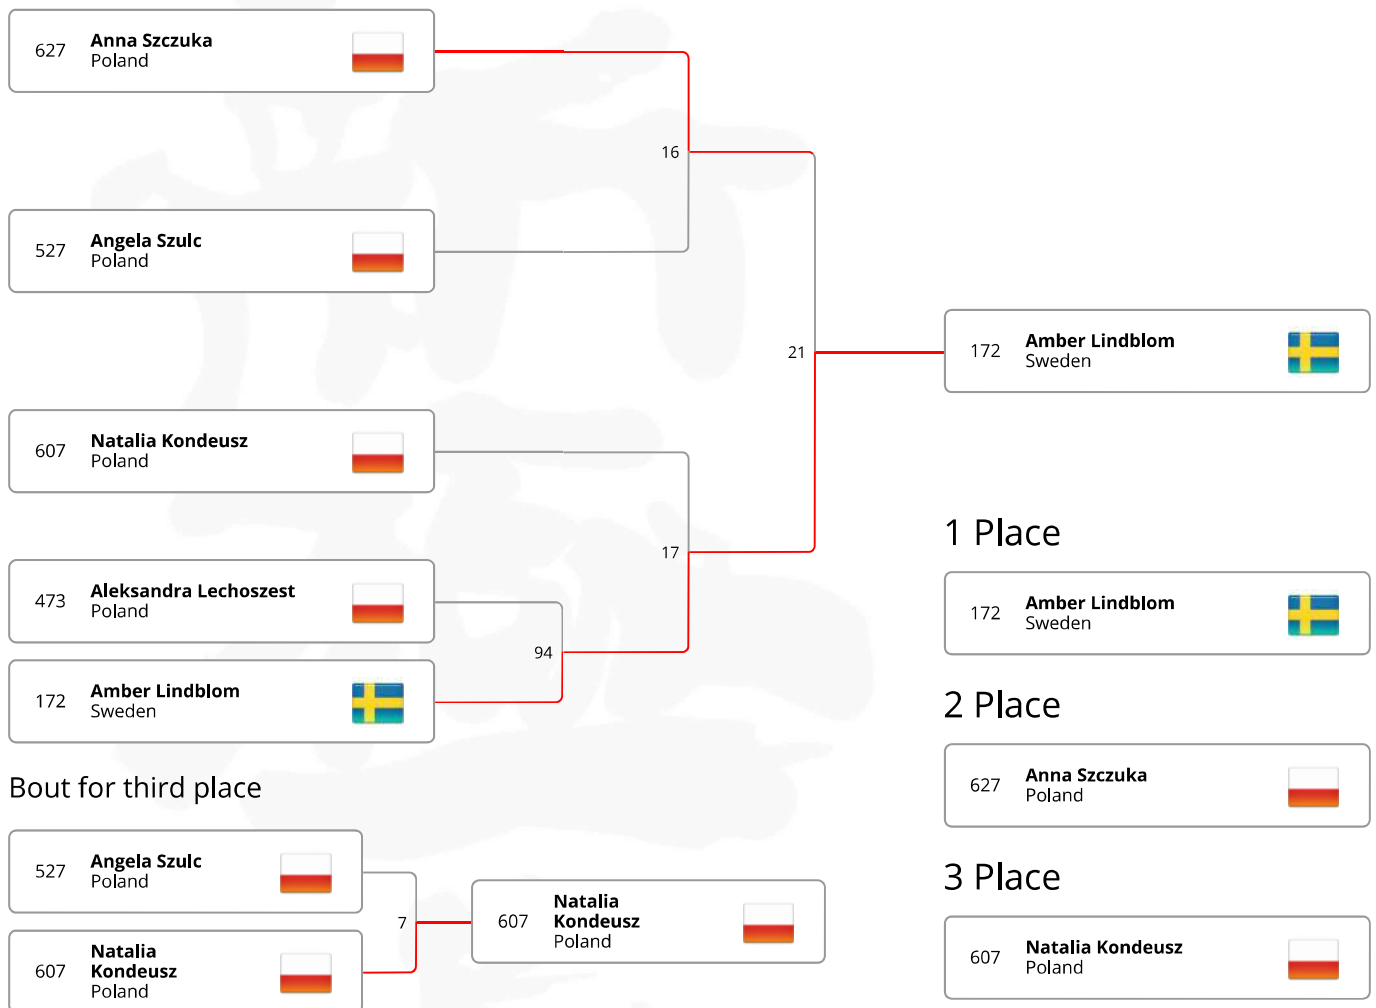 627 Anna Szczuka
Poland
16
527 Angela Szulc
Poland
21
172 Amber Lindblom
Sweden
607 Natalia Kondeusz
Poland
17
473 Aleksandra Lechoszest
Poland
94
172 Amber Lindblom
Sweden
Bout for third place
527 Angela Szulc
Poland
7
607 Natalia
Kondeusz
Poland
607 Natalia
Kondeusz
Poland
1 Place
172 Amber Lindblom
Sweden
2 Place
627 Anna Szczuka
Poland
3 Place
607 Natalia Kondeusz
Poland